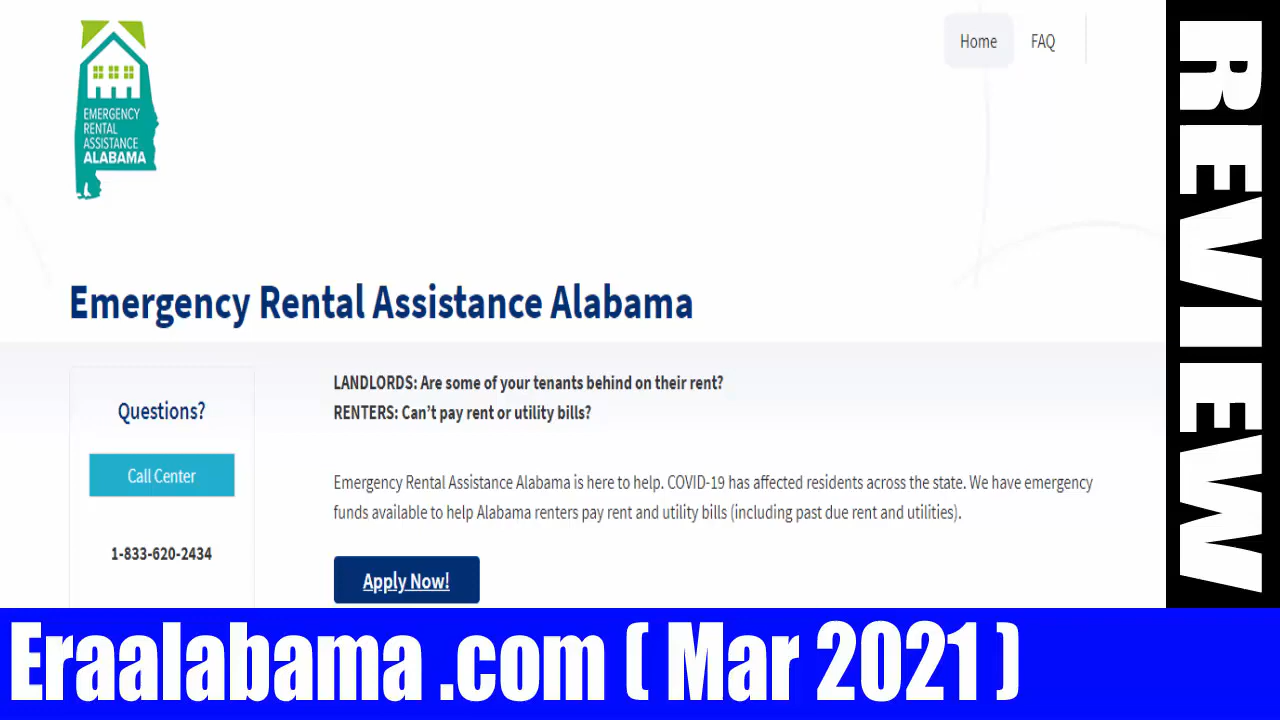 Home FAQ
EMERGENCY
RENTAL
ASSISTANCE
ALABAMA
Emergency Rental Assistance Alabama
Questions?
Call Center
1-833-620-2434
LANDLORDS: Are some of your tenants behind on their rent?
RENTERS: Can’t pay rent or utility bills?
Emergency Rental Assistance Alabama is here to help. COVID-19 has affected residents across the state. We have emergency
funds available to help Alabama renters pay rent and utility bills (including past due rent and utilities).
Apply Now!
REVIEW
Eraalabama .com ( Mar 2021 )